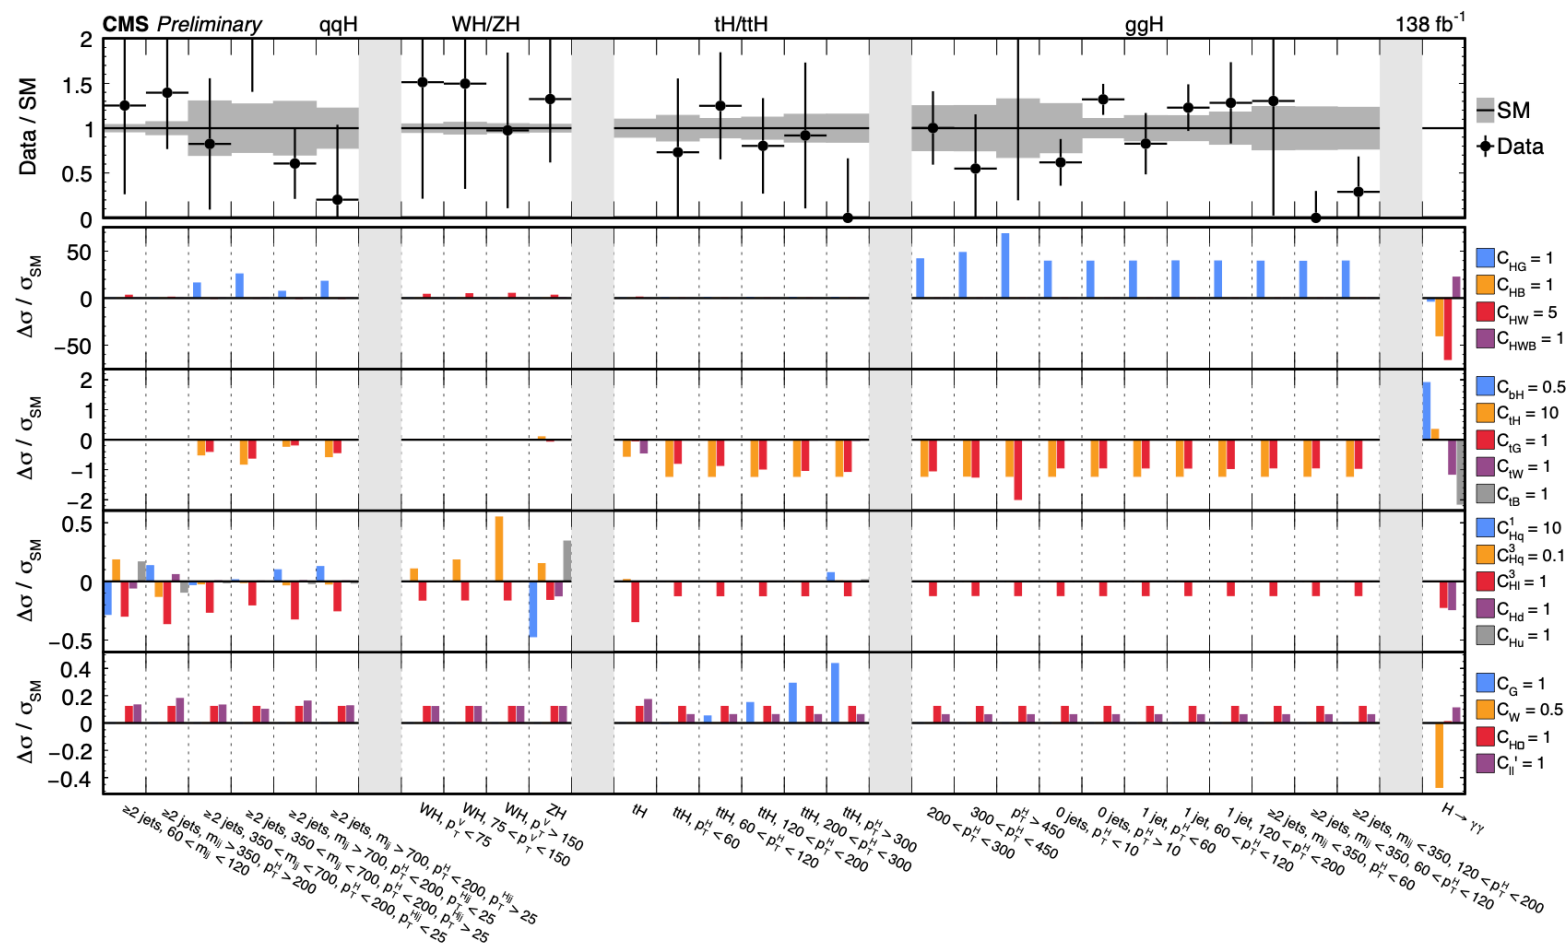 CMS Preliminary qqH WH/ZH tH/ttH ggH 138 fb⁻¹
Data / SM
2
1.5
1
0.5
0
SM
Data
Δσ / σ_SM
50
0
−50
C_HG = 1
C_HB = 1
C_HW = 5
C_HWB = 1
Δσ / σ_SM
2
1
0
−1
−2
C_bH = 0.5
C_tH = 10
C_tG = 1
C_tW = 1
C_tB = 1
Δσ / σ_SM
0.5
0
−0.5
C¹_Hq = 10
C³_Hq = 0.1
C³_Hl = 1
C_Hd = 1
C_Hu = 1
Δσ / σ_SM
0.4
0.2
0
−0.2
−0.4
C_G = 1
C_W = 0.5
C_H□ = 1
C_ll' = 1
≥2 jets, 60 < m_jj < 120
≥2 jets, m_jj > 350, p_T^H > 200
≥2 jets, 350 < m_jj < 700, p_T^H < 200, p_T^Hjj < 25
≥2 jets, 350 < m_jj < 700, p_T^H < 200, p_T^Hjj > 25
≥2 jets, m_jj > 700, p_T^H < 200, p_T^Hjj < 25
≥2 jets, m_jj > 700, p_T^H < 200, p_T^Hjj > 25
WH, p_T^V < 75
WH, 75 < p_T^V < 150
WH, p_T^V > 150
ZH
tH
ttH, p_T^H < 60
ttH, 60 < p_T^H < 120
ttH, 120 < p_T^H < 200
ttH, 200 < p_T^H < 300
ttH, p_T^H > 300
200 < p_T^H < 300
300 < p_T^H < 450
p_T^H > 450
0 jets, p_T^H < 10
0 jets, p_T^H > 10
1 jet, p_T^H < 60
1 jet, 60 < p_T^H < 120
1 jet, 120 < p_T^H < 200
≥2 jets, m_jj < 350, p_T^H < 60
≥2 jets, m_jj < 350, 60 < p_T^H < 120
≥2 jets, m_jj < 350, 120 < p_T^H < 200
H → γγ